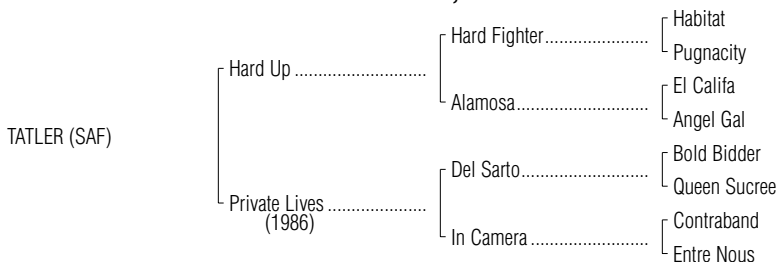 Habitat
Hard Fighter
Pugnacity
Hard Up
El Califa
Alamosa
Angel Gal
TATLER (SAF)
Bold Bidder
Del Sarto
Queen Sucree
Private Lives
(1986)
Contraband
In Camera
Entre Nous